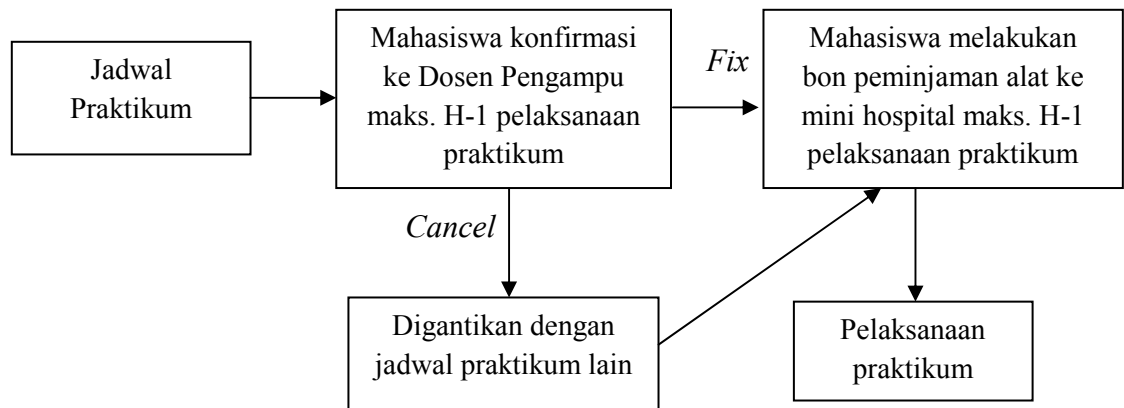 Jadwal
Praktikum
Mahasiswa konfirmasi
ke Dosen Pengampu
maks. H-1 pelaksanaan
praktikum
Fix
Mahasiswa melakukan
bon peminjaman alat ke
mini hospital maks. H-1
pelaksanaan praktikum
Cancel
Digantikan dengan
jadwal praktikum lain
Pelaksanaan
praktikum